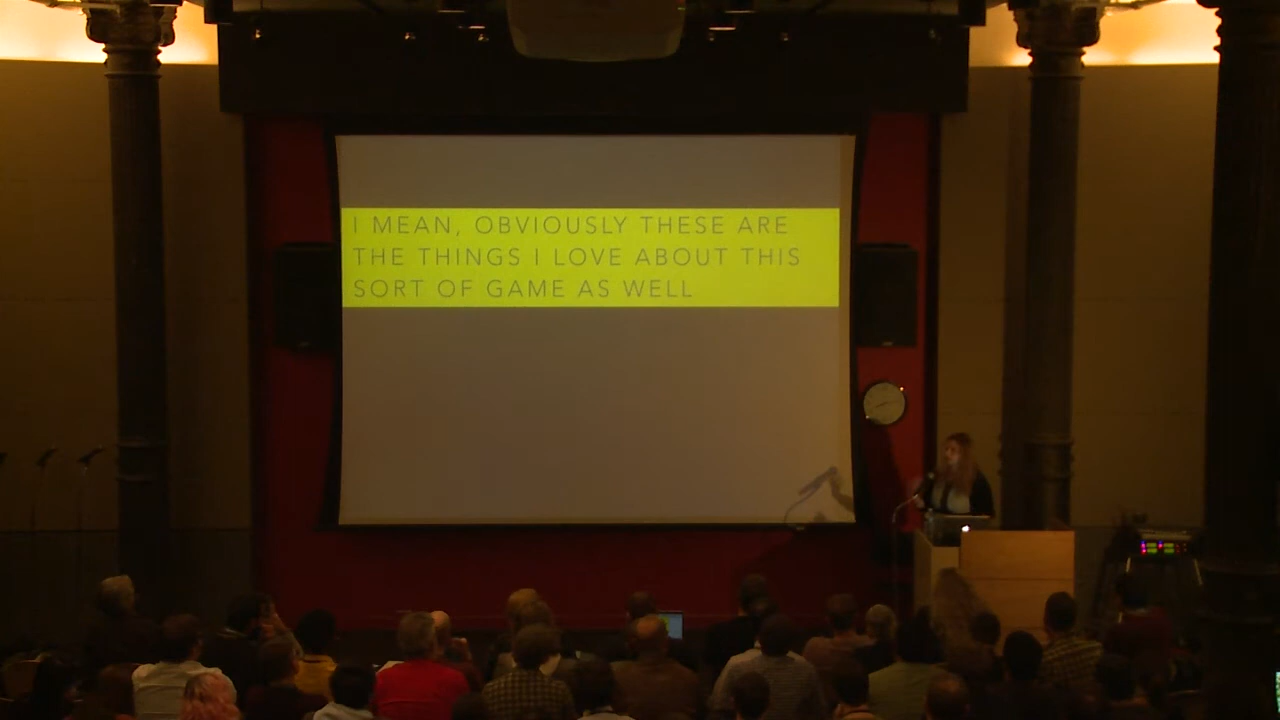 I MEAN, OBVIOUSLY THESE ARE
THE THINGS I LOVE ABOUT THIS
SORT OF GAME AS WELL